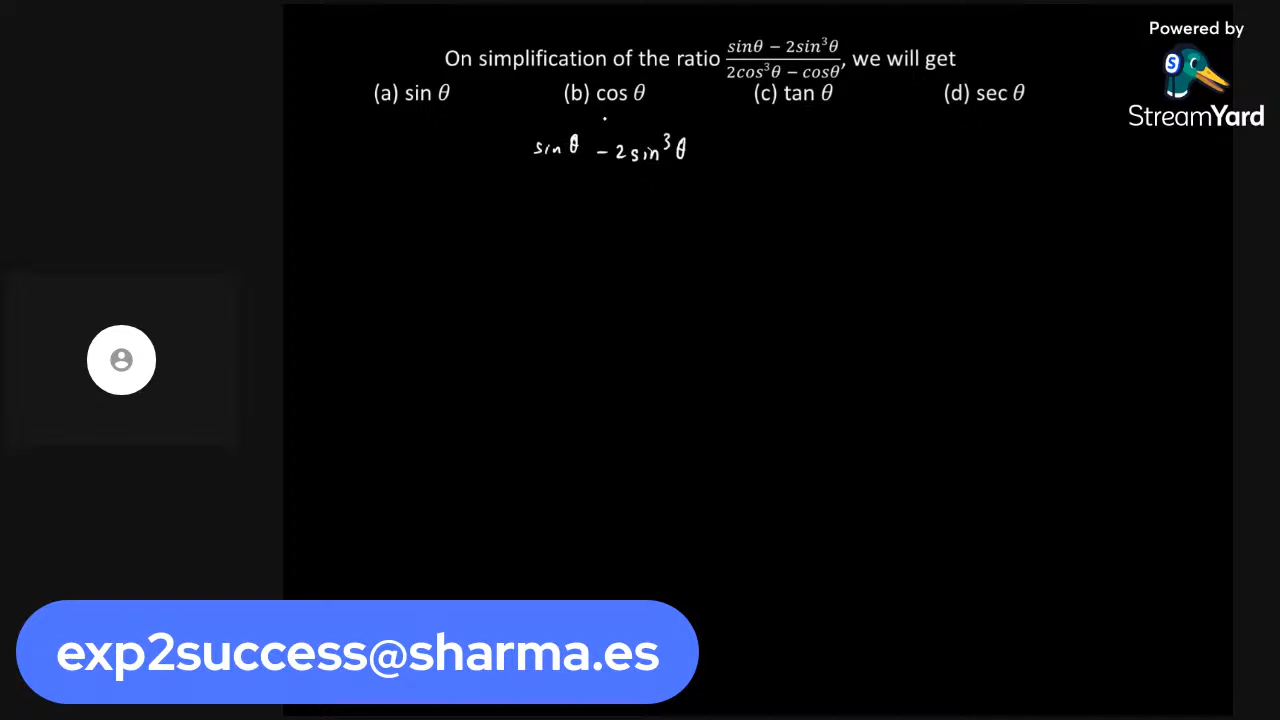 Powered by
StreamYard
On simplification of the ratio \frac{sinθ − 2sin³θ}{2cos³θ − cosθ}, we will get
(a) sin θ (b) cos θ (c) tan θ (d) sec θ
sin θ − 2 sin³ θ
exp2success@sharma.es